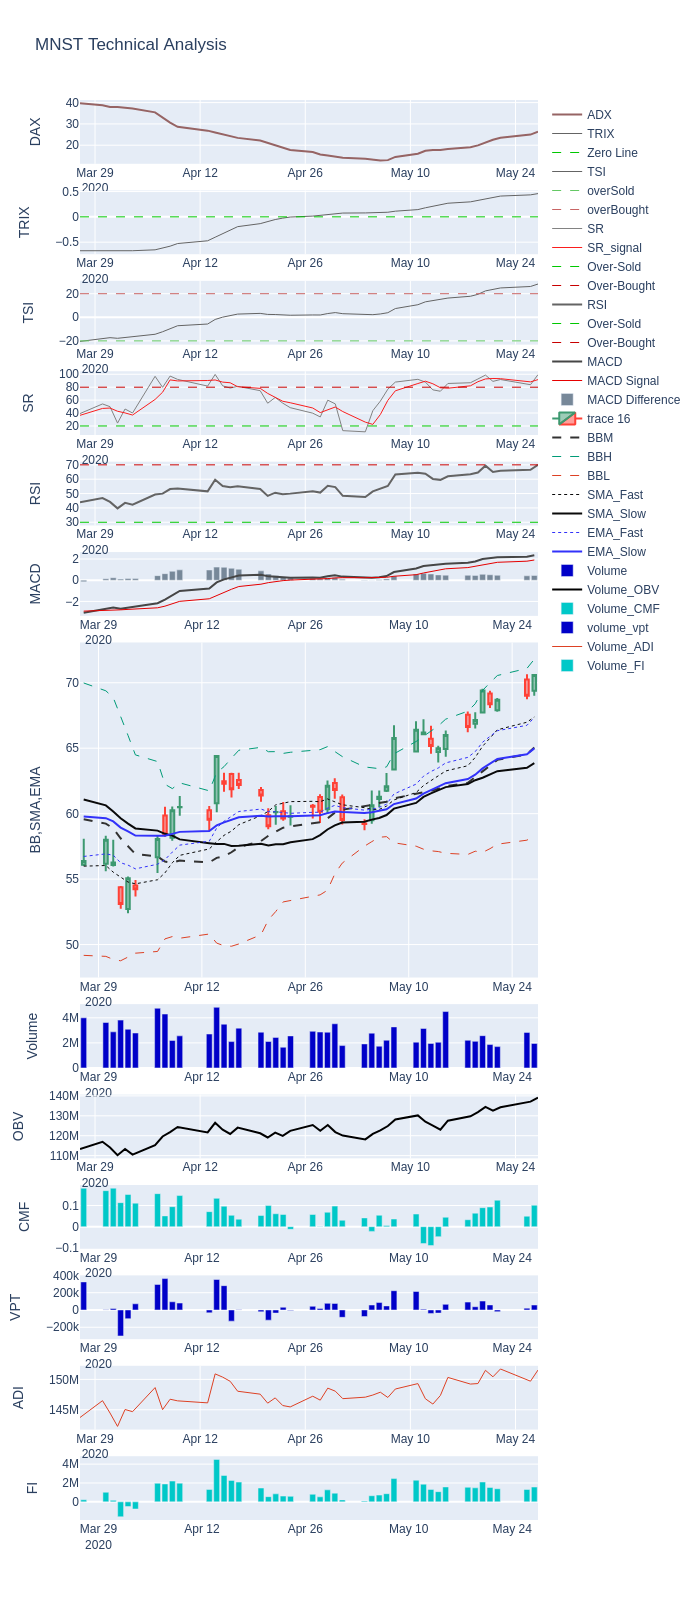 MNST Technical Analysis
DAX
40
30
20
Mar 29
Apr 12
Apr 26
May 10
May 24
2020
TRIX
0.5
0
−0.5
Mar 29
Apr 12
Apr 26
May 10
May 24
2020
TSI
20
0
−20
Mar 29
Apr 12
Apr 26
May 10
May 24
2020
SR
100
80
60
40
20
Mar 29
Apr 12
Apr 26
May 10
May 24
2020
RSI
70
60
50
40
30
Mar 29
Apr 12
Apr 26
May 10
May 24
2020
MACD
2
0
−2
Mar 29
Apr 12
Apr 26
May 10
May 24
2020
BB,SMA,EMA
70
65
60
55
50
Mar 29
Apr 12
Apr 26
May 10
May 24
2020
Volume
4M
2M
0
Mar 29
Apr 12
Apr 26
May 10
May 24
2020
OBV
140M
130M
120M
110M
Mar 29
Apr 12
Apr 26
May 10
May 24
2020
CMF
0.1
0
−0.1
Mar 29
Apr 12
Apr 26
May 10
May 24
2020
VPT
400k
200k
0
−200k
Mar 29
Apr 12
Apr 26
May 10
May 24
2020
ADI
150M
145M
Mar 29
Apr 12
Apr 26
May 10
May 24
2020
FI
4M
2M
0
Mar 29
Apr 12
Apr 26
May 10
May 24
2020
ADX
TRIX
Zero Line
TSI
overSold
overBought
SR
SR_signal
Over-Sold
Over-Bought
RSI
Over-Sold
Over-Bought
MACD
MACD Signal
MACD Difference
trace 16
BBM
BBH
BBL
SMA_Fast
SMA_Slow
EMA_Fast
EMA_Slow
Volume
Volume_OBV
Volume_CMF
volume_vpt
Volume_ADI
Volume_FI